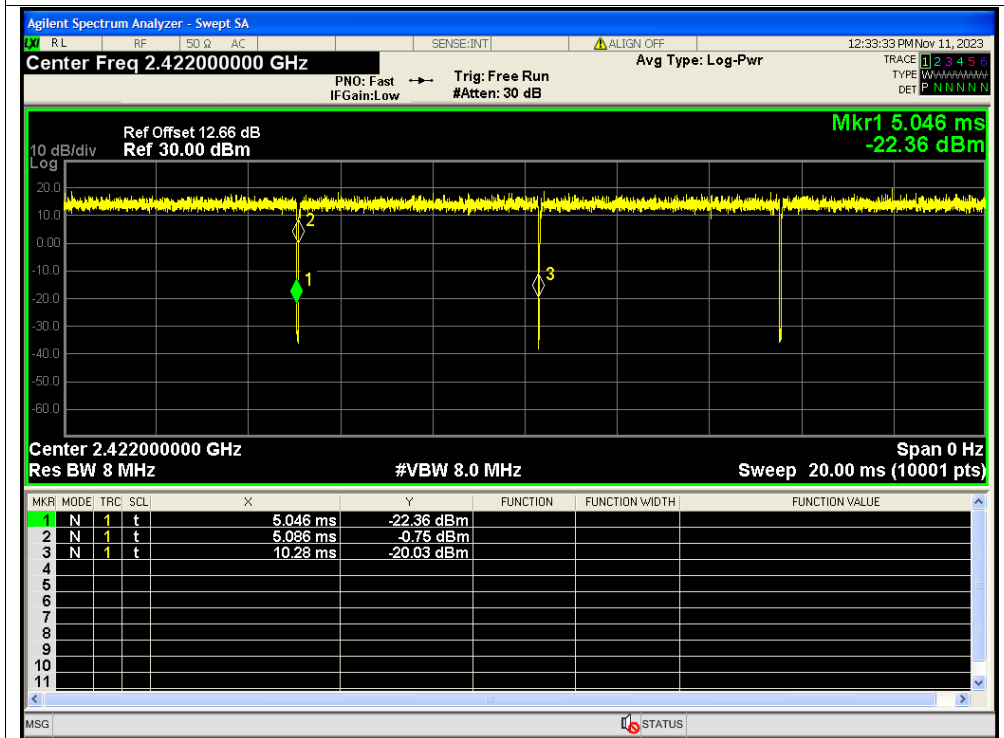 Agilent Spectrum Analyzer - Swept SA
LXI RL RF 50 Ω AC SENSE:INT ALIGN OFF 12:33:33 PM Nov 11, 2023
Center Freq 2.422000000 GHz Avg Type: Log-Pwr TRACE 1 2 3 4 5 6
PNO: Fast Trig: Free Run TYPE W
IFGain:Low #Atten: 30 dB DET P N N N N N
Mkr1 5.046 ms
Ref Offset 12.66 dB
10 dB/div Ref 30.00 dBm -22.36 dBm
Log
20.0
10.0
2
0.00
-10.0
1
3
-20.0
-30.0
-40.0
-50.0
-60.0
Center 2.422000000 GHz Span 0 Hz
Res BW 8 MHz #VBW 8.0 MHz Sweep 20.00 ms (10001 pts)
MKR MODE TRC SCL X Y FUNCTION FUNCTION WIDTH FUNCTION VALUE
1 N 1 t 5.046 ms -22.36 dBm
2 N 1 t 5.086 ms -0.75 dBm
3 N 1 t 10.28 ms -20.03 dBm
4
5
6
7
8
9
10
11
MSG STATUS